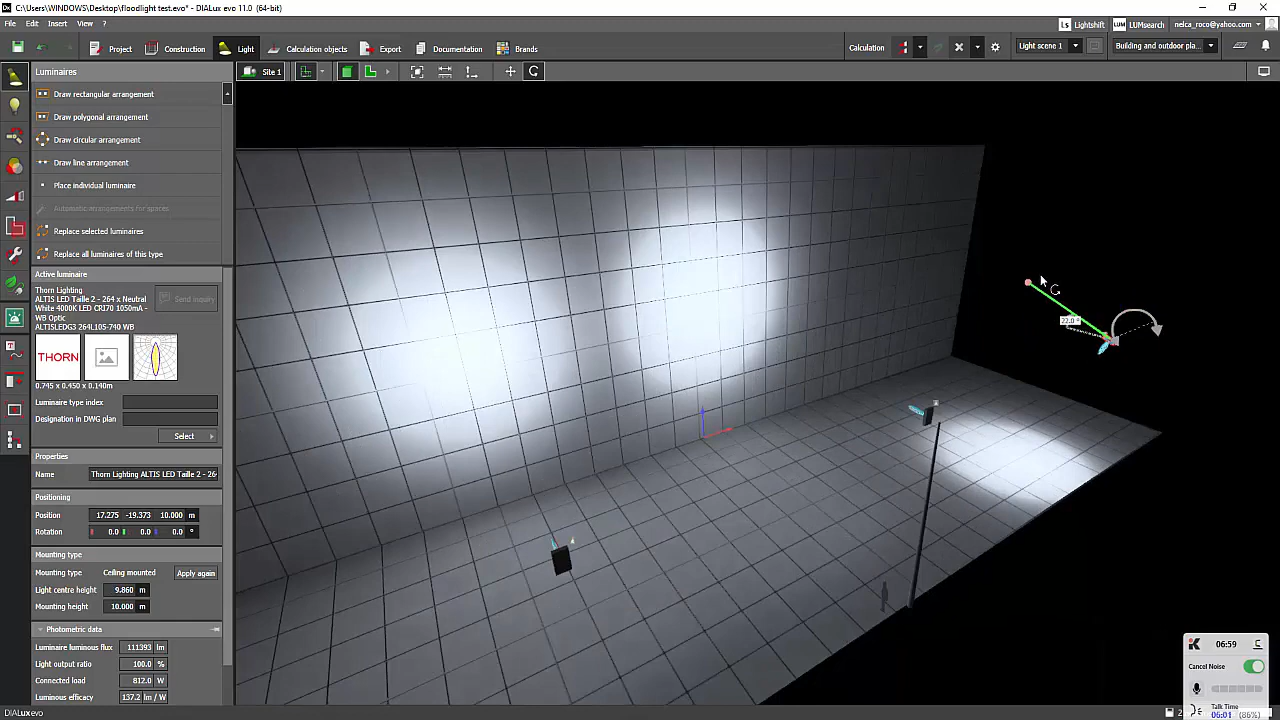 C:\Users\WINDOWS\Desktop\floodlight test.evo* - DIALux evo 11.0 (64-bit)
File Edit Insert View ?
Lightshift LUMsearch nelca_roco@yahoo.com
Project Construction Light Calculation objects Export Documentation Brands
Calculation Light scene 1 Building and outdoor pla...
Luminaires
Site 1
Draw rectangular arrangement
Draw polygonal arrangement
Draw circular arrangement
Draw line arrangement
Place individual luminaire
Automatic arrangements for spaces
Replace selected luminaires
Replace all luminaires of this type
Active luminaire
Thorn Lighting
ALTIS LED Taille 2 - 264 x Neutral
White 4000K LED CRI70 1050mA -
WB Optic
ALTISLEDG3 264L105-740 WB
Send inquiry
THORN
0.745 x 0.450 x 0.140m
Luminaire type index
Designation in DWG plan
Select
Properties
Name Thorn Lighting ALTIS LED Taille 2 - 26
Positioning
Position 17.275 -19.373 10.000 m
Rotation 0.0 0.0 0.0 °
Mounting type
Mounting type Ceiling mounted Apply again
Light centre height 9.860 m
Mounting height 10.000 m
Photometric data
Luminaire luminous flux 111393 lm
Light output ratio 100.0 %
Connected load 812.0 W
Luminous efficacy 137.2 lm / W
22.0 °
06:59
Cancel Noise
Talk Time
06:01 (86%)
DIALuxevo